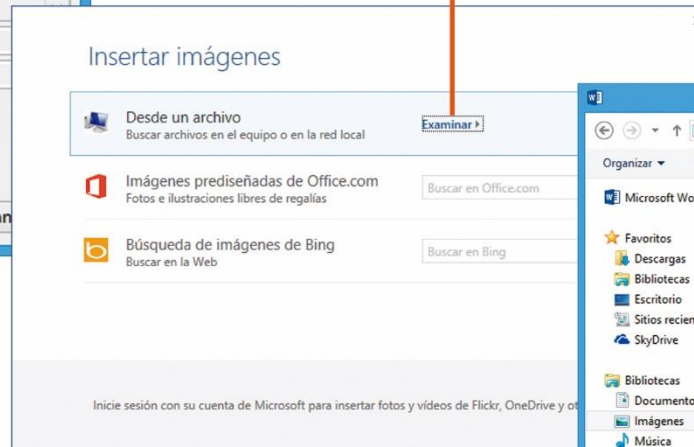 Insertar imágenes
Desde un archivo
Buscar archivos en el equipo o en la red local
Examinar
Imágenes prediseñadas de Office.com
Fotos e ilustraciones libres de regalías
Buscar en Office.com
Búsqueda de imágenes de Bing
Buscar en la Web
Buscar en Bing
Inicie sesión con su cuenta de Microsoft para insertar fotos y vídeos de Flickr, OneDrive y ot
Organizar
Microsoft Wo
Favoritos
Descargas
Bibliotecas
Escritorio
Sitios recien
SkyDrive
Bibliotecas
Documento
Imágenes
Música